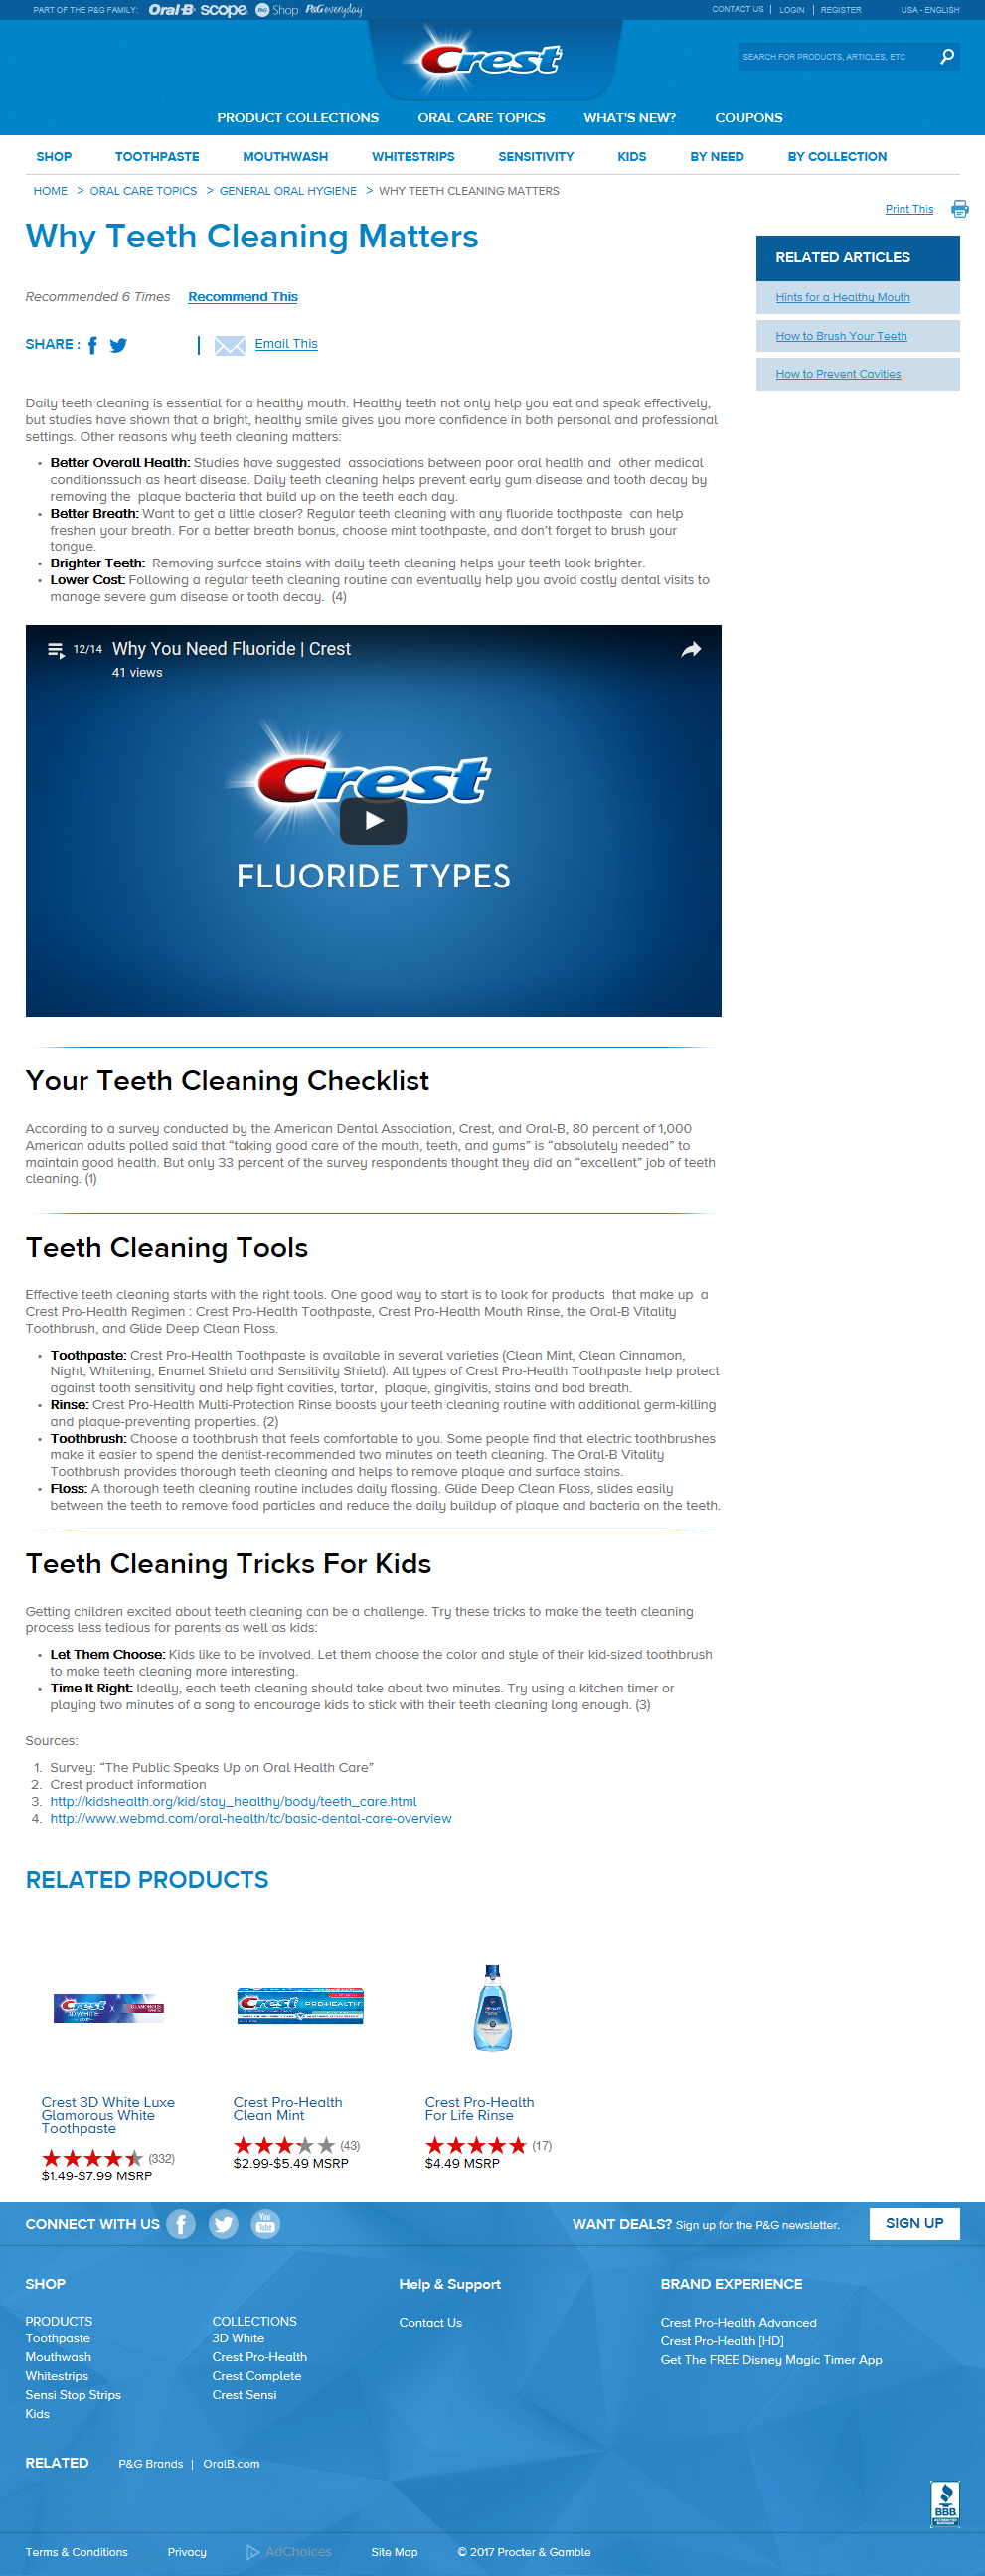 PART OF THE P&G FAMILY: Oral-B scope P&G Shop P&G everyday
CONTACT US | LOGIN | REGISTER USA - ENGLISH
Crest
SEARCH FOR PRODUCTS, ARTICLES, ETC
PRODUCT COLLECTIONS ORAL CARE TOPICS WHAT'S NEW? COUPONS
SHOP TOOTHPASTE MOUTHWASH WHITESTRIPS SENSITIVITY KIDS BY NEED BY COLLECTION
HOME > ORAL CARE TOPICS > GENERAL ORAL HYGIENE > WHY TEETH CLEANING MATTERS
Print This
Why Teeth Cleaning Matters
RELATED ARTICLES
Hints for a Healthy Mouth
How to Brush Your Teeth
How to Prevent Cavities
Recommended 6 Times Recommend This
SHARE : | Email This
Daily teeth cleaning is essential for a healthy mouth. Healthy teeth not only help you eat and speak effectively,
but studies have shown that a bright, healthy smile gives you more confidence in both personal and professional
settings. Other reasons why teeth cleaning matters:
• Better Overall Health: Studies have suggested associations between poor oral health and other medical
conditionssuch as heart disease. Daily teeth cleaning helps prevent early gum disease and tooth decay by
removing the plaque bacteria that build up on the teeth each day.
• Better Breath: Want to get a little closer? Regular teeth cleaning with any fluoride toothpaste can help
freshen your breath. For a better breath bonus, choose mint toothpaste, and don't forget to brush your
tongue.
• Brighter Teeth: Removing surface stains with daily teeth cleaning helps your teeth look brighter.
• Lower Cost: Following a regular teeth cleaning routine can eventually help you avoid costly dental visits to
manage severe gum disease or tooth decay. (4)
12/14 Why You Need Fluoride | Crest
41 views
Crest
FLUORIDE TYPES
Your Teeth Cleaning Checklist
According to a survey conducted by the American Dental Association, Crest, and Oral-B, 80 percent of 1,000
American adults polled said that “taking good care of the mouth, teeth, and gums” is “absolutely needed” to
maintain good health. But only 33 percent of the survey respondents thought they did an “excellent” job of teeth
cleaning. (1)
Teeth Cleaning Tools
Effective teeth cleaning starts with the right tools. One good way to start is to look for products that make up a
Crest Pro-Health Regimen : Crest Pro-Health Toothpaste, Crest Pro-Health Mouth Rinse, the Oral-B Vitality
Toothbrush, and Glide Deep Clean Floss.
• Toothpaste: Crest Pro-Health Toothpaste is available in several varieties (Clean Mint, Clean Cinnamon,
Night, Whitening, Enamel Shield and Sensitivity Shield). All types of Crest Pro-Health Toothpaste help protect
against tooth sensitivity and help fight cavities, tartar, plaque, gingivitis, stains and bad breath.
• Rinse: Crest Pro-Health Multi-Protection Rinse boosts your teeth cleaning routine with additional germ-killing
and plaque-preventing properties. (2)
• Toothbrush: Choose a toothbrush that feels comfortable to you. Some people find that electric toothbrushes
make it easier to spend the dentist-recommended two minutes on teeth cleaning. The Oral-B Vitality
Toothbrush provides thorough teeth cleaning and helps to remove plaque and surface stains.
• Floss: A thorough teeth cleaning routine includes daily flossing. Glide Deep Clean Floss, slides easily
between the teeth to remove food particles and reduce the daily buildup of plaque and bacteria on the teeth.
Teeth Cleaning Tricks For Kids
Getting children excited about teeth cleaning can be a challenge. Try these tricks to make the teeth cleaning
process less tedious for parents as well as kids:
• Let Them Choose: Kids like to be involved. Let them choose the color and style of their kid-sized toothbrush
to make teeth cleaning more interesting.
• Time It Right: Ideally, each teeth cleaning should take about two minutes. Try using a kitchen timer or
playing two minutes of a song to encourage kids to stick with their teeth cleaning long enough. (3)
Sources:
1. Survey: “The Public Speaks Up on Oral Health Care”
2. Crest product information
3. http://kidshealth.org/kid/stay_healthy/body/teeth_care.html
4. http://www.webmd.com/oral-health/tc/basic-dental-care-overview
RELATED PRODUCTS
Crest 3D WHITE GLAMOROUS WHITE
Crest PRO-HEALTH
Crest 3D White Luxe
Glamorous White
Toothpaste
(332)
$1.49-$7.99 MSRP
Crest Pro-Health
Clean Mint
(43)
$2.99-$5.49 MSRP
Crest Pro-Health
For Life Rinse
(17)
$4.49 MSRP
CONNECT WITH US You Tube
WANT DEALS? Sign up for the P&G newsletter. SIGN UP
SHOP
PRODUCTS
Toothpaste
Mouthwash
Whitestrips
Sensi Stop Strips
Kids
COLLECTIONS
3D White
Crest Pro-Health
Crest Complete
Crest Sensi
Help & Support
Contact Us
BRAND EXPERIENCE
Crest Pro-Health Advanced
Crest Pro-Health [HD]
Get The FREE Disney Magic Timer App
RELATED P&G Brands | OralB.com
BBB
Terms & Conditions Privacy AdChoices Site Map © 2017 Procter & Gamble